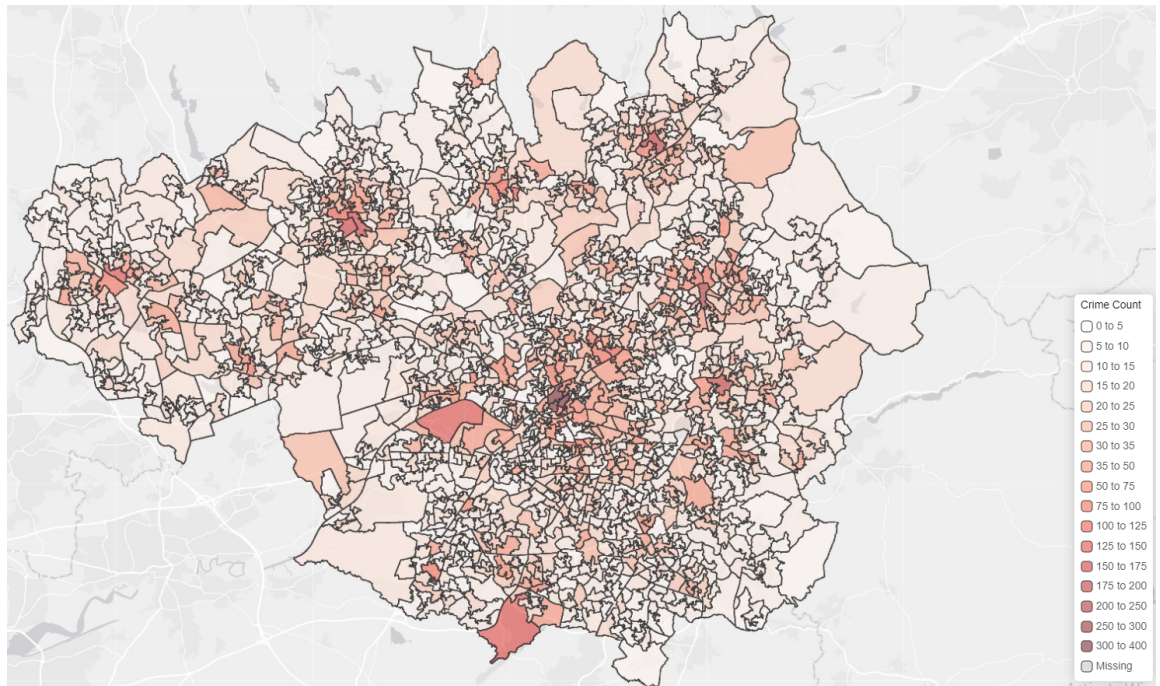 Crime Count
0 to 5
5 to 10
10 to 15
15 to 20
20 to 25
25 to 30
30 to 35
35 to 50
50 to 75
75 to 100
100 to 125
125 to 150
150 to 175
175 to 200
200 to 250
250 to 300
300 to 400
Missing